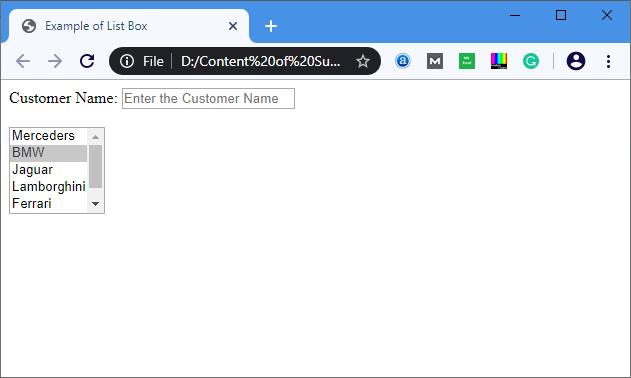 Example of List Box
File D:/Content%20of%20Su...
Customer Name: Enter the Customer Name
Merceders
BMW
Jaguar
Lamborghini
Ferrari